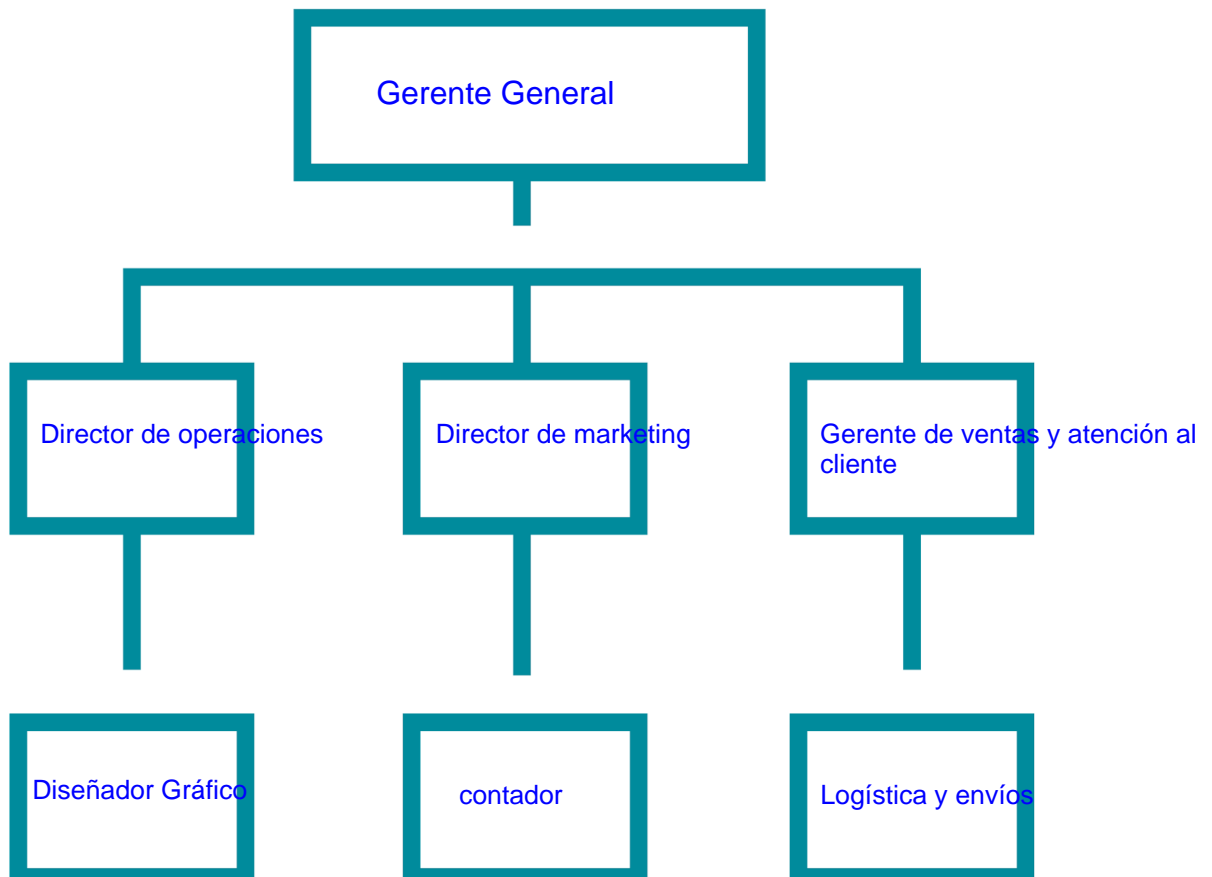 Gerente General
Director de operaciones
Director de marketing
Gerente de ventas y atención al
cliente
Diseñador Gráfico
contador
Logística y envíos